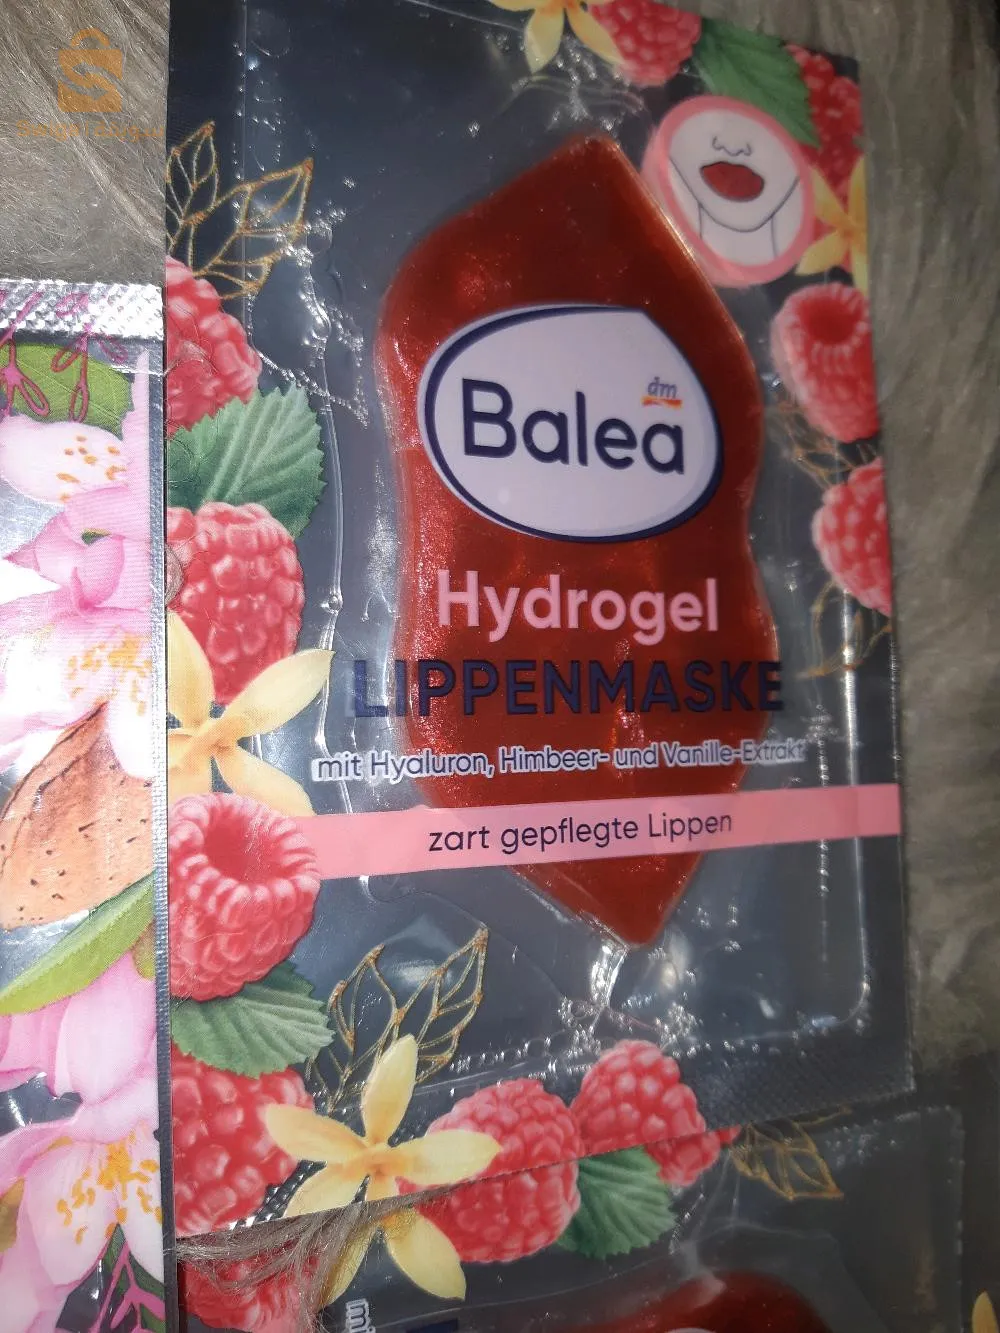 dm
Balea
Hydrogel
LIPPENMASKE
mit Hyaluron, Himbeer- und Vanille-Extrakt
zart gepflegte Lippen